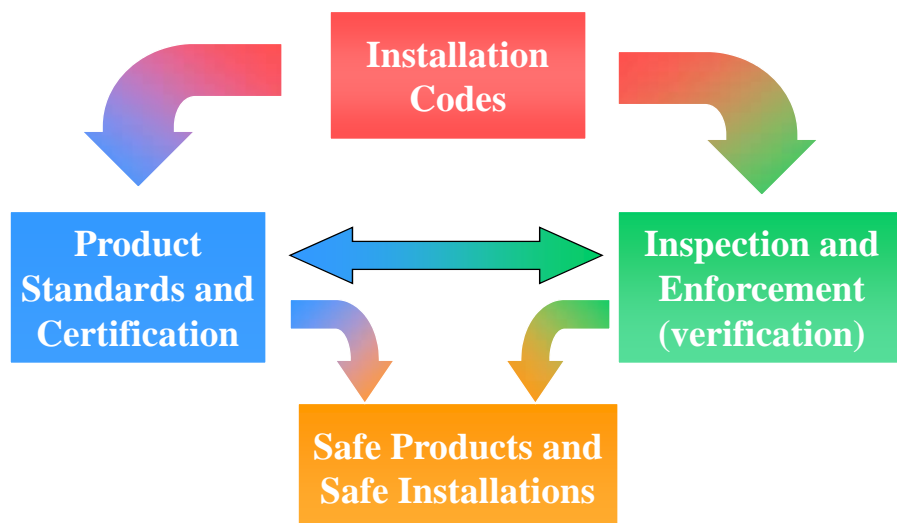 Installation
Codes
Product
Standards and
Certification
Inspection and
Enforcement
(verification)
Safe Products and
Safe Installations